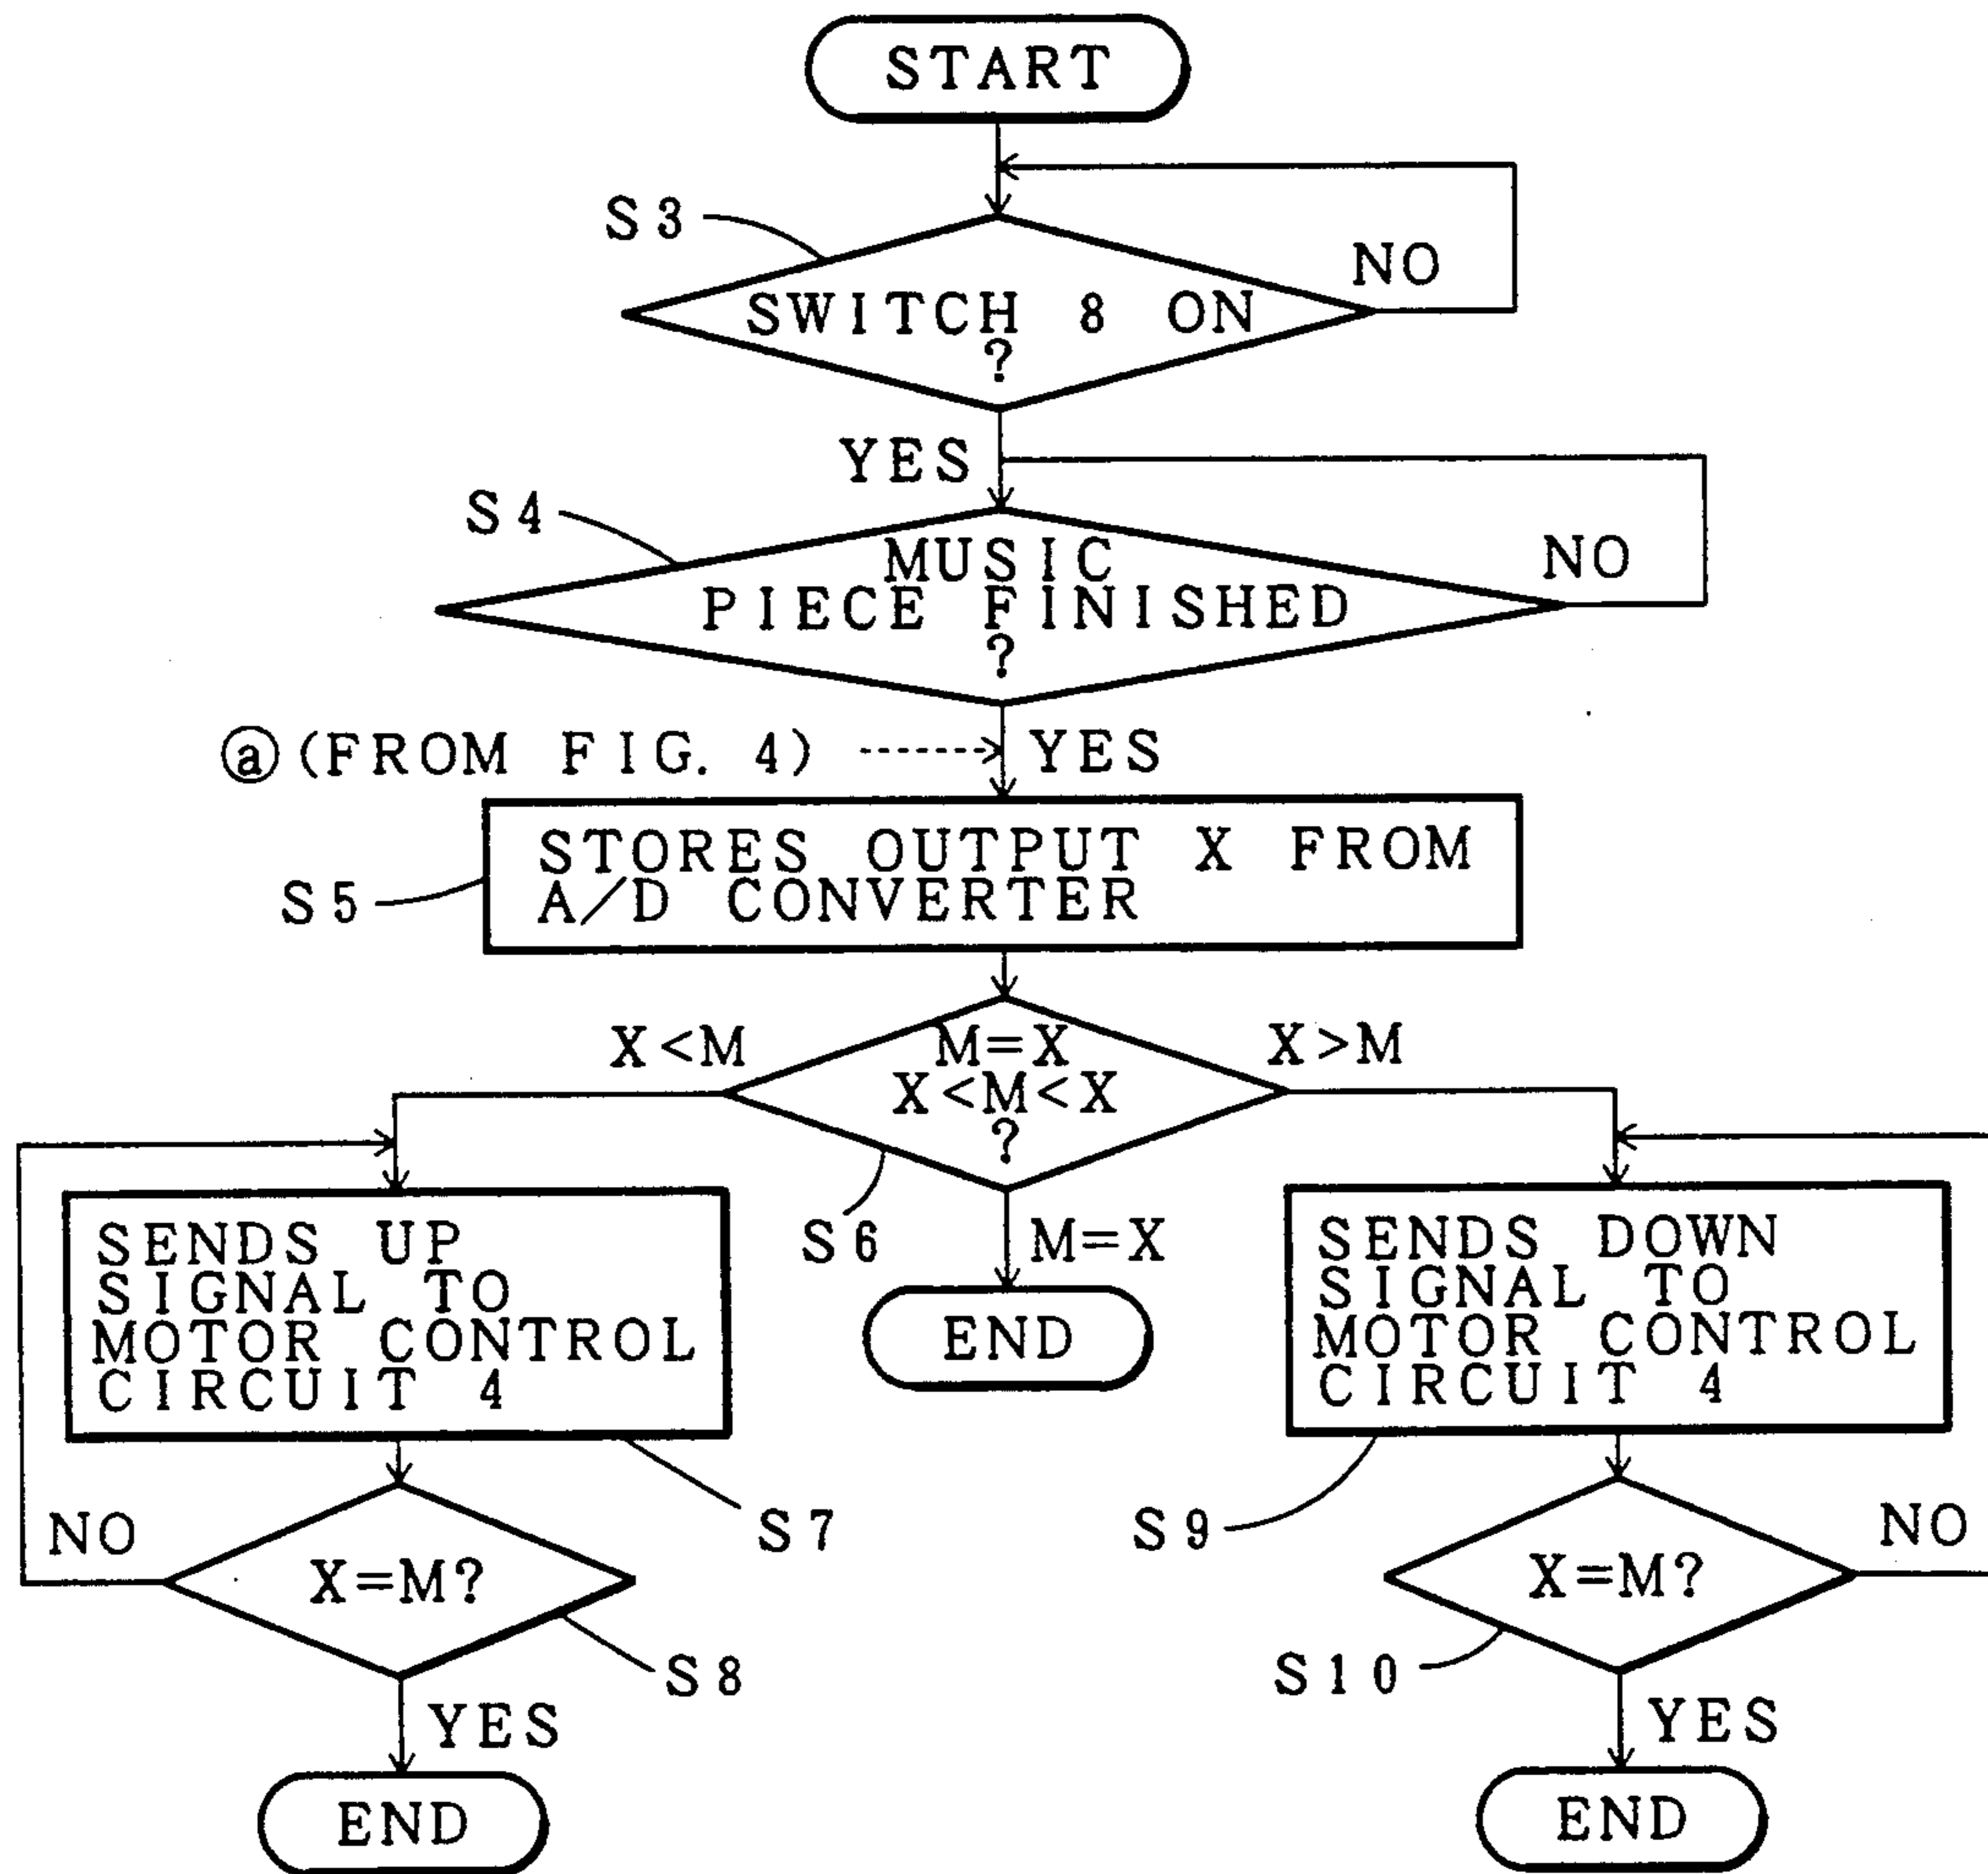 START
S3
SWITCH 8 ON
?
NO
YES
S4
MUSIC
PIECE FINISHED
?
NO
ⓐ (FROM FIG. 4)
YES
S5
STORES OUTPUT X FROM
A/D CONVERTER
X<M
M=X
X<M<X
?
X>M
S6
M=X
END
SENDS UP
SIGNAL TO
MOTOR CONTROL
CIRCUIT 4
S7
NO
X=M?
S8
YES
END
SENDS DOWN
SIGNAL TO
MOTOR CONTROL
CIRCUIT 4
S9
NO
X=M?
S10
YES
END